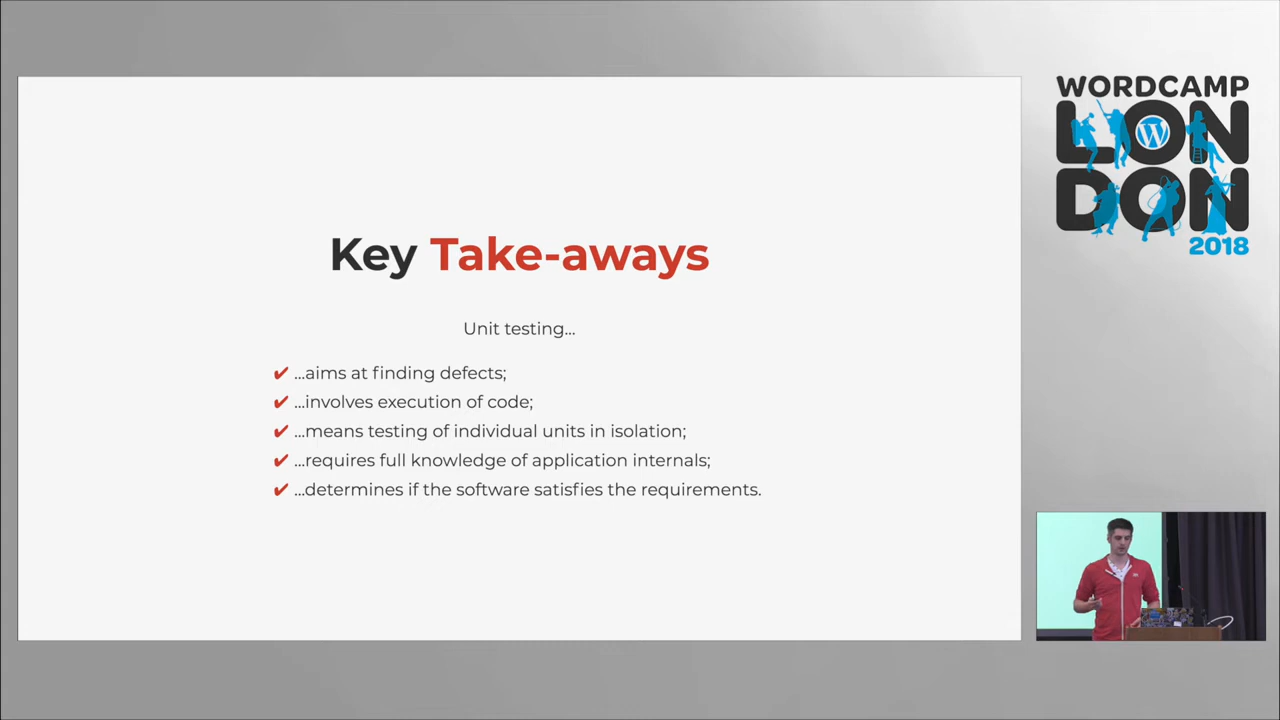 Key Take-aways
Unit testing...
✔ ...aims at finding defects;
✔ ...involves execution of code;
✔ ...means testing of individual units in isolation;
✔ ...requires full knowledge of application internals;
✔ ...determines if the software satisfies the requirements.
WORDCAMP
LON
DON
2018